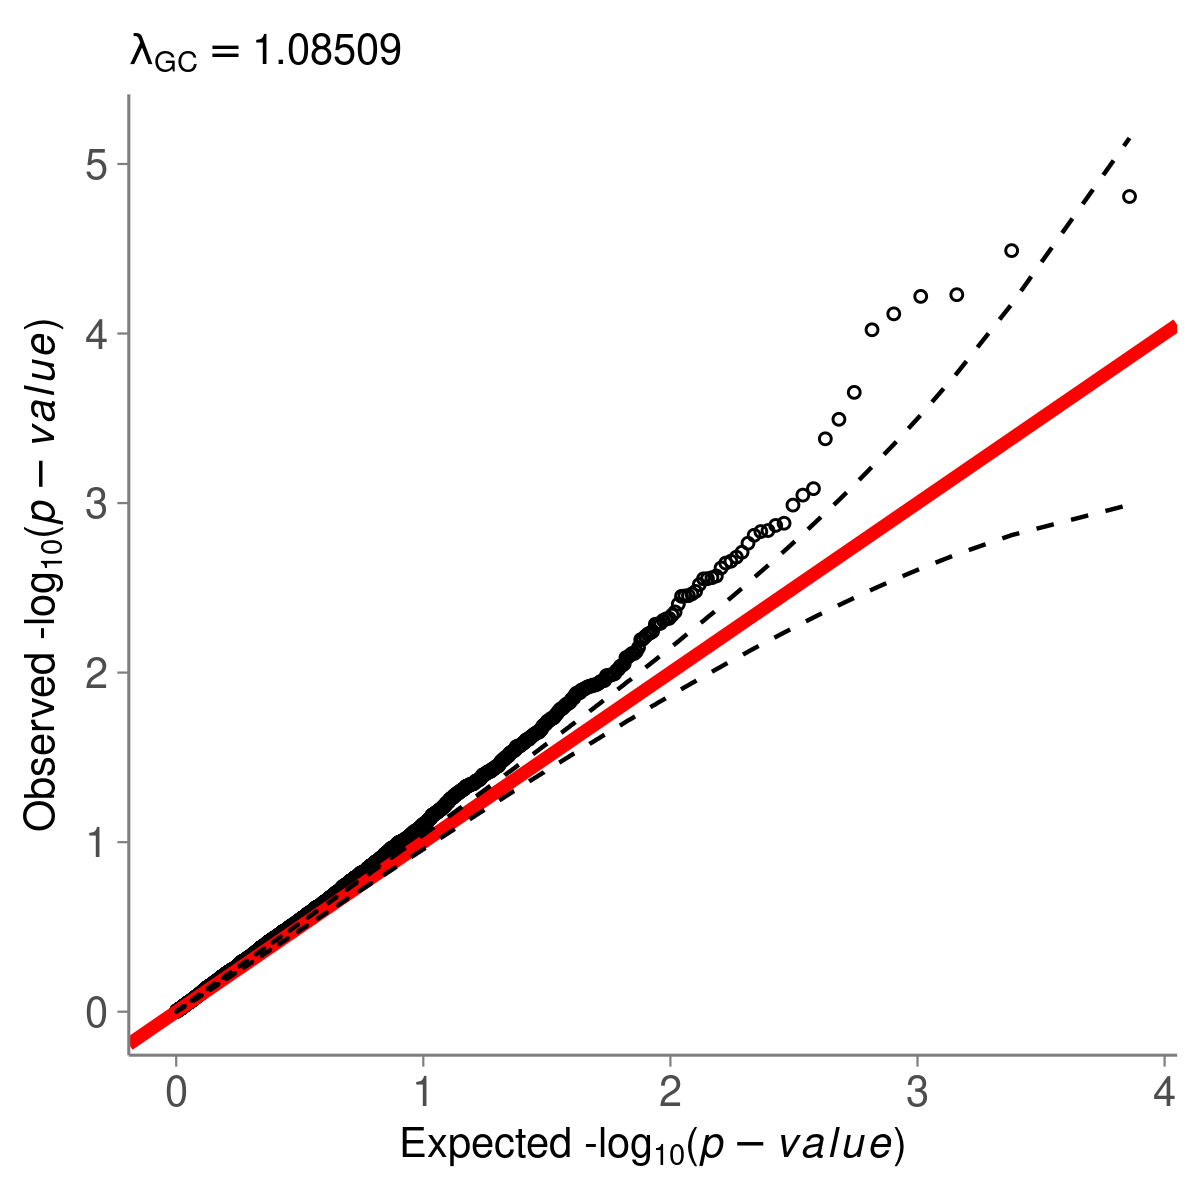 λGC = 1.08509
5
4
3
2
1
0
Observed -log10(p − value)
0 1 2 3 4
Expected -log10(p − value)